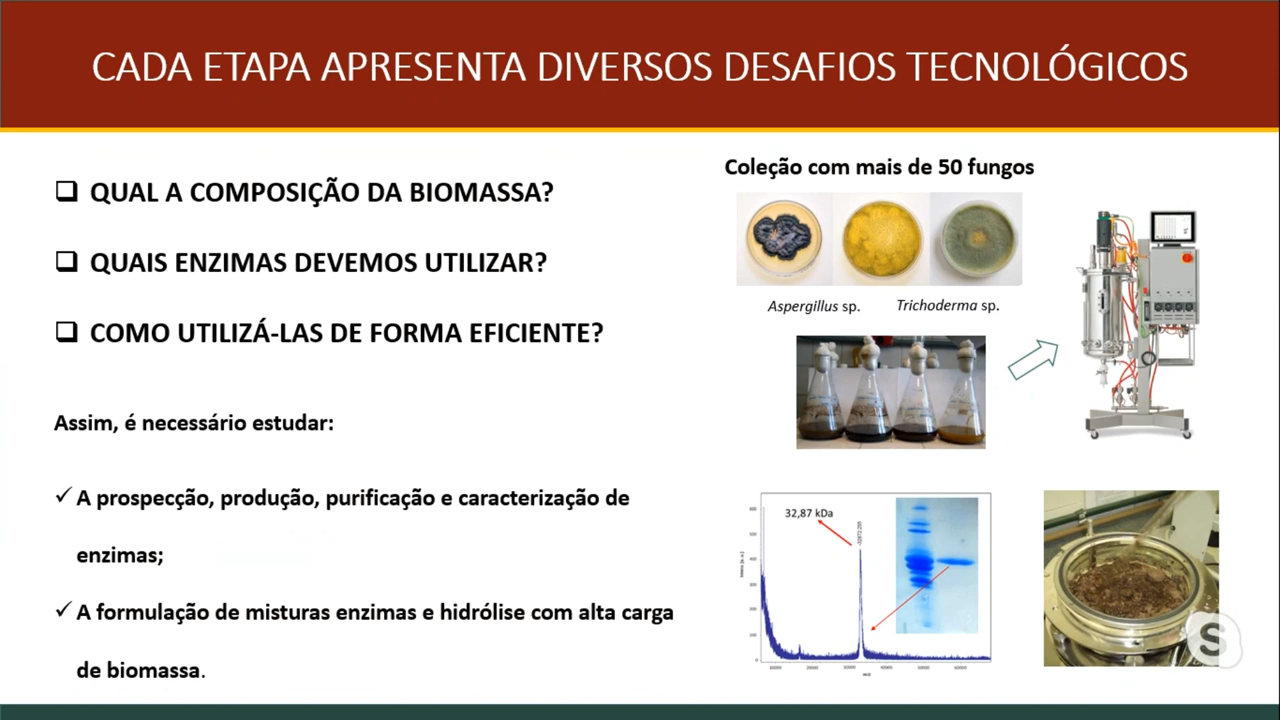 CADA ETAPA APRESENTA DIVERSOS DESAFIOS TECNOLÓGICOS
QUAL A COMPOSIÇÃO DA BIOMASSA?
QUAIS ENZIMAS DEVEMOS UTILIZAR?
COMO UTILIZÁ-LAS DE FORMA EFICIENTE?
Assim, é necessário estudar:
A prospecção, produção, purificação e caracterização de
enzimas;
A formulação de misturas enzimas e hidrólise com alta carga
de biomassa.
Coleção com mais de 50 fungos
Aspergillus sp.
Trichoderma sp.
32,87 kDa